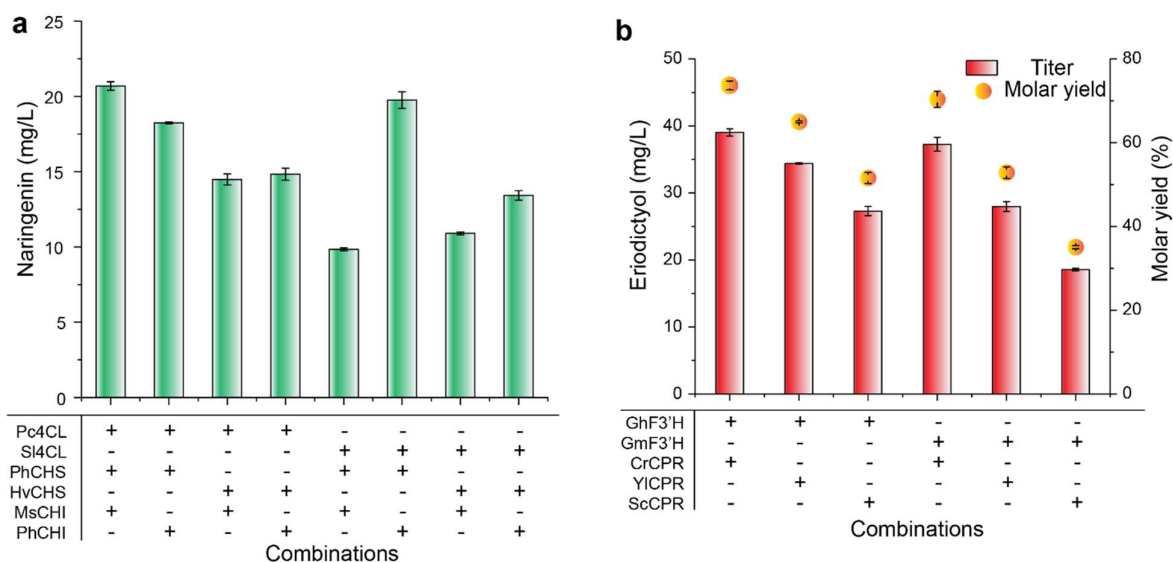 a
Naringenin (mg/L)
25
20
15
10
5
0
Pc4CL + + + + - - - -
Sl4CL - - - - + + + +
PhCHS + + - - + + - -
HvCHS - - + + - - + +
MsCHI + - + - + - + -
PhCHI - + - + - + - +
Combinations
b
Titer
Molar yield
Eriodictyol (mg/L)
50
40
30
20
10
0
Molar yield (%)
80
60
40
20
0
GhF3'H + + + - - -
GmF3'H - - - + + +
CrCPR + - - + - -
YlCPR - + - - + -
ScCPR - - + - - +
Combinations